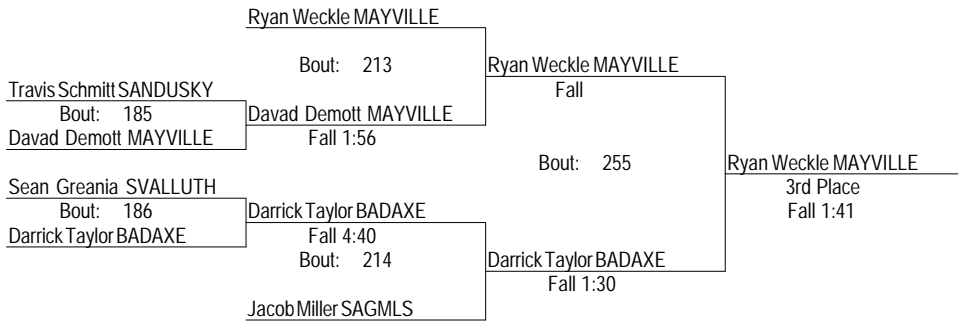 Ryan Weckle MAYVILLE
Bout: 213
Ryan Weckle MAYVILLE
Fall
Travis Schmitt SANDUSKY
Bout: 185
Davad Demott MAYVILLE
Davad Demott MAYVILLE
Fall 1:56
Bout: 255
Ryan Weckle MAYVILLE
3rd Place
Fall 1:41
Sean Greania SVALLUTH
Bout: 186
Darrick Taylor BADAXE
Darrick Taylor BADAXE
Fall 4:40
Bout: 214
Darrick Taylor BADAXE
Fall 1:30
Jacob Miller SAGMLS